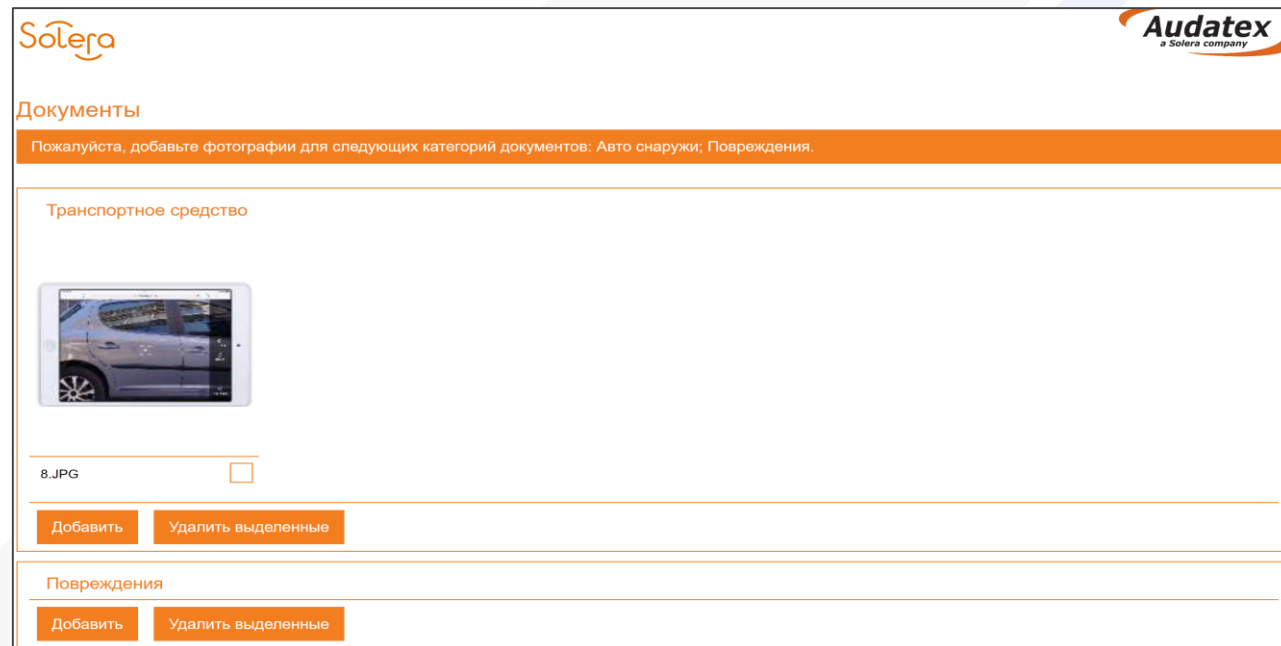 Solera
Audatex
a Solera company
Документы
Пожалуйста, добавьте фотографии для следующих категорий документов: Авто снаружи; Повреждения.
Транспортное средство
8.JPG
Добавить Удалить выделенные
Повреждения
Добавить Удалить выделенные